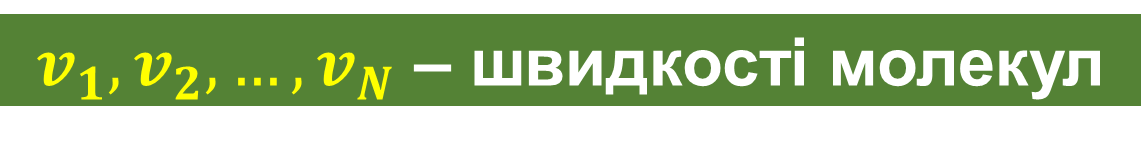 𝒗₁, 𝒗₂, … , 𝒗_N – швидкості молекул